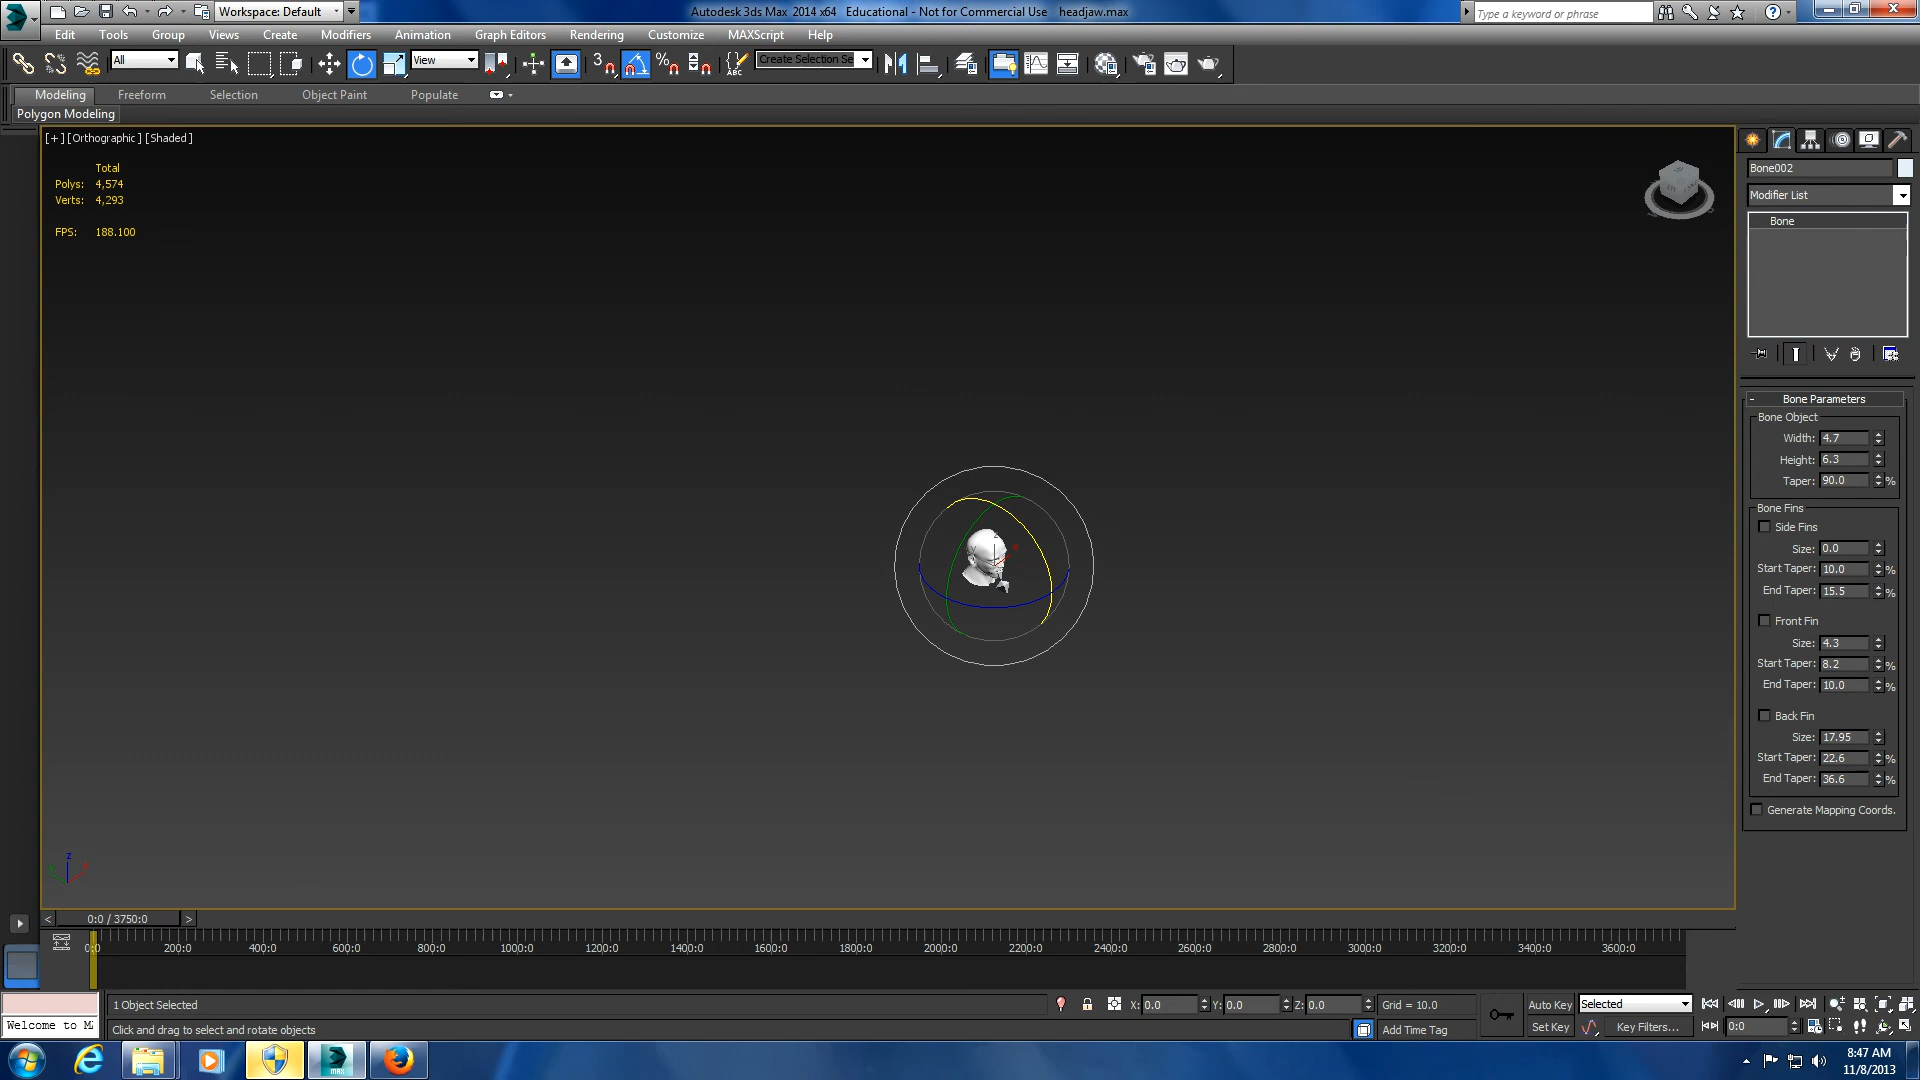 Workspace: Default
Autodesk 3ds Max 2014 x64 Educational - Not for Commercial Use headjaw.max
Type a keyword or phrase
Edit Tools Group Views Create Modifiers Animation Graph Editors Rendering Customize MAXScript Help
All View 3 % ABC Create Selection Se
Modeling Freeform Selection Object Paint Populate
Polygon Modeling
[+][Orthographic][Shaded]
Total
Polys: 4,574
Verts: 4,293
FPS: 188.100
Bone002
Modifier List
Bone
- Bone Parameters
Bone Object
Width: 4.7
Height: 6.3
Taper: 90.0 %
Bone Fins
Side Fins
Size: 0.0
Start Taper: 10.0 %
End Taper: 15.5 %
Front Fin
Size: 4.3
Start Taper: 8.2 %
End Taper: 10.0 %
Back Fin
Size: 17.95
Start Taper: 22.6 %
End Taper: 36.6 %
Generate Mapping Coords.
z
< 0:0 / 3750:0 >
0:0 200:0 400:0 600:0 800:0 1000:0 1200:0 1400:0 1600:0 1800:0 2000:0 2200:0 2400:0 2600:0 2800:0 3000:0 3200:0 3400:0 3600:0
1 Object Selected X: 0.0 Y: 0.0 Z: 0.0 Grid = 10.0 Auto Key Selected
Welcome to M
Click and drag to select and rotate objects Add Time Tag Set Key Key Filters... 0:0
MAX
8:47 AM
11/8/2013